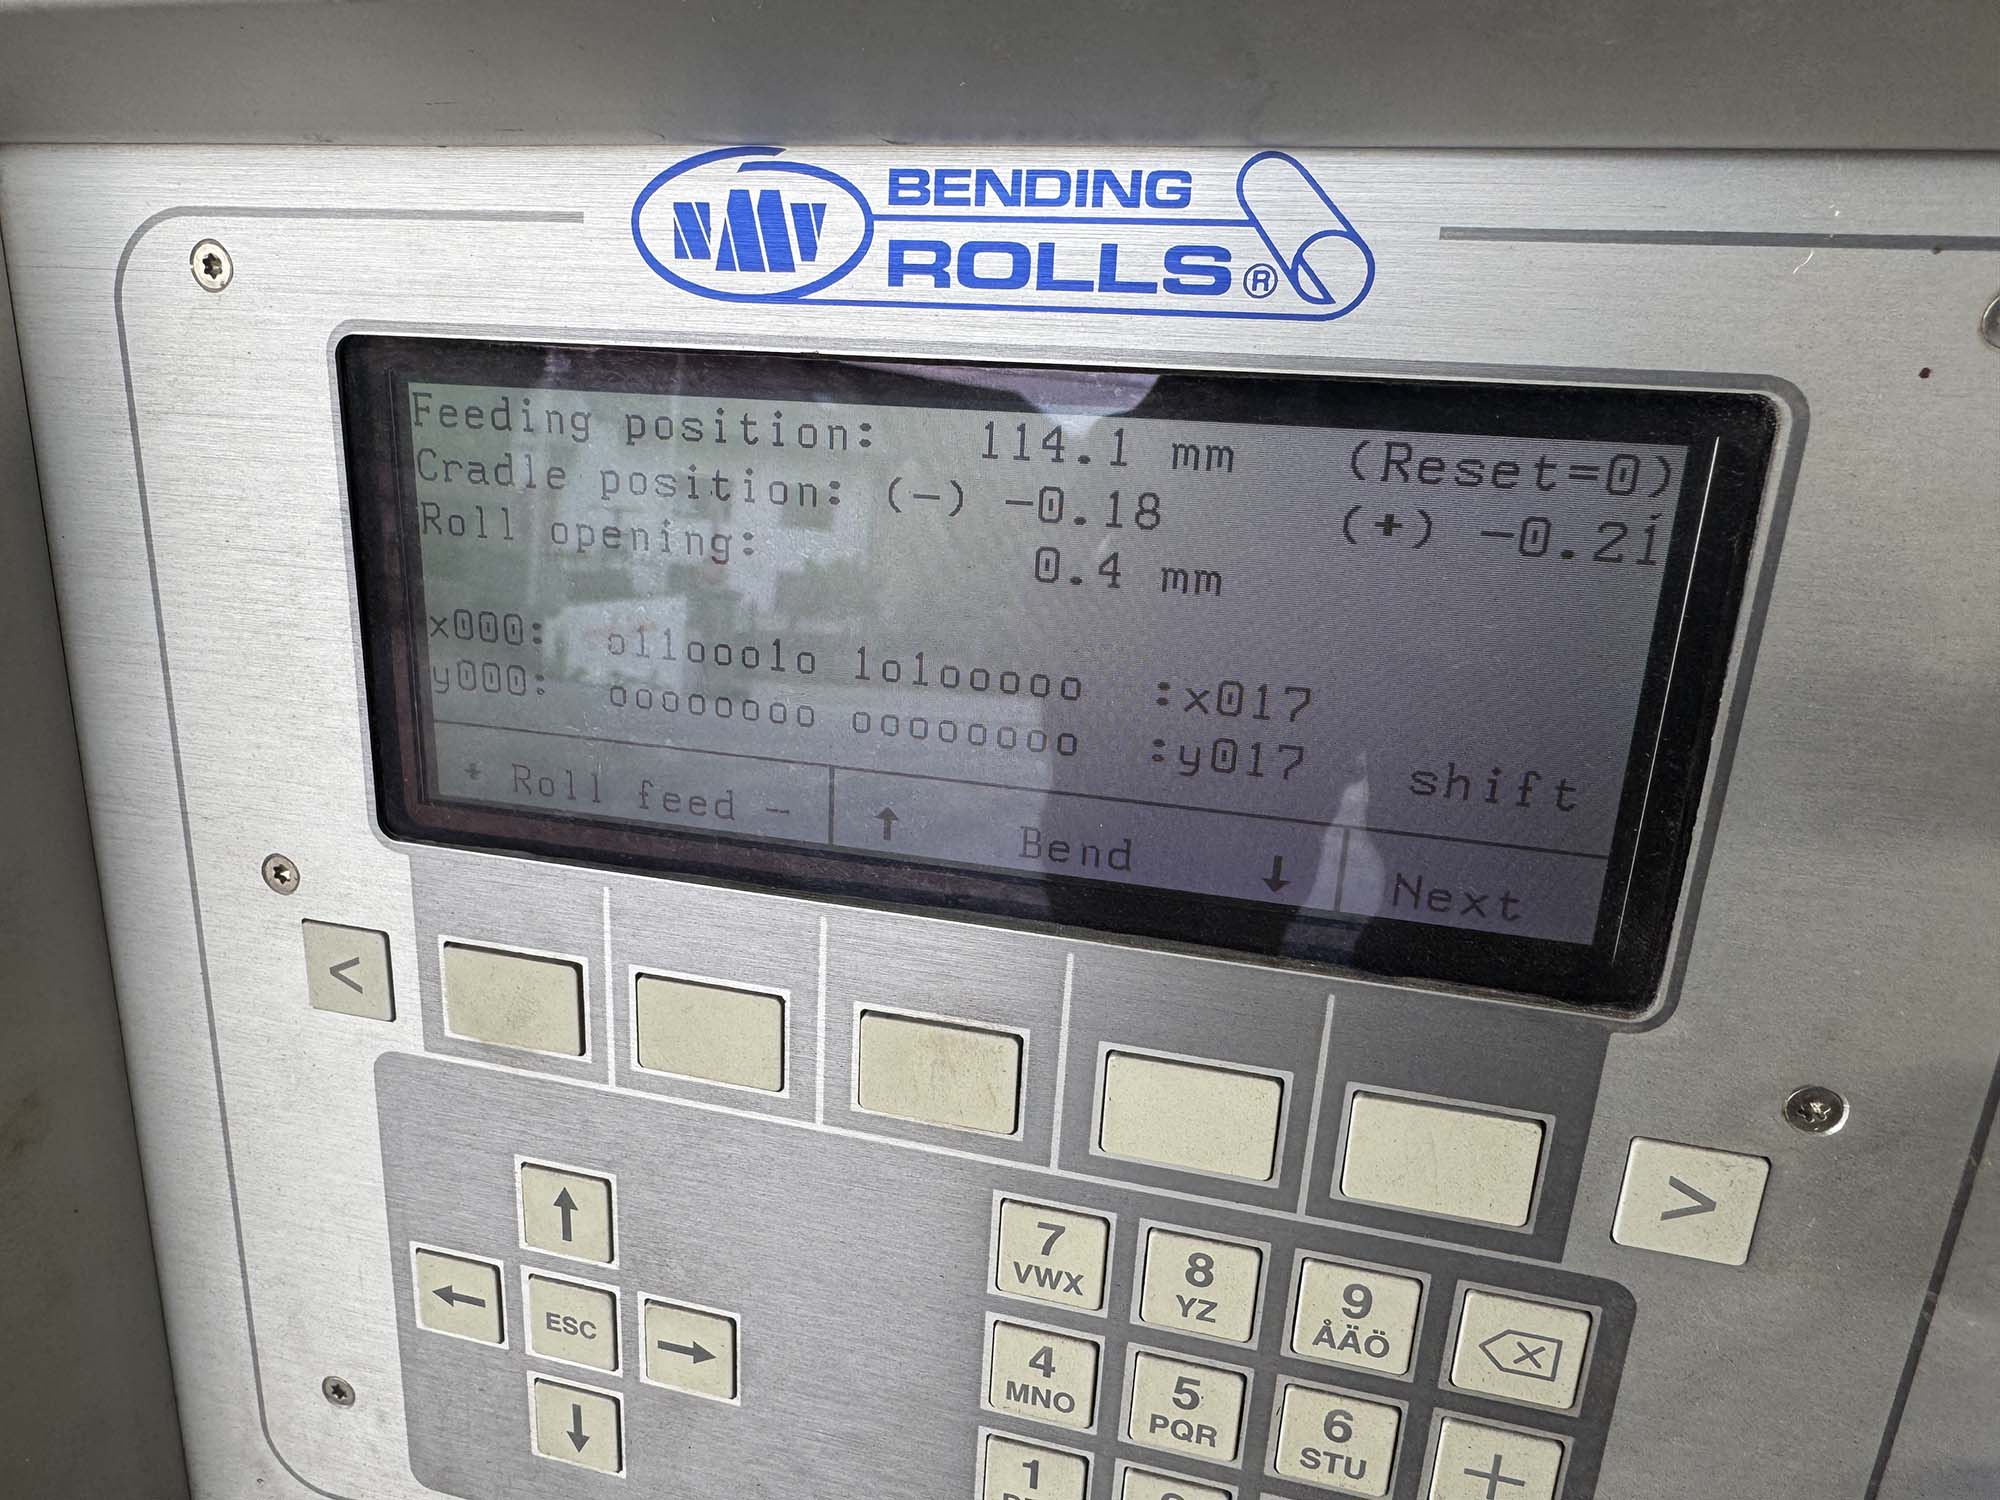 NMV
BENDING
ROLLS®
Feeding position: 114.1 mm (Reset=0)
Cradle position: (-) -0.18 (+) -0.21
Roll opening: 0.4 mm
x000: o11ooo1o 1o1ooooo :x017
y000: oooooooo oooooooo :y017 shift
+ Roll feed - ↑ Bend ↓ Next
<
>
↑
← ESC →
↓
7 8 9
VWX YZ ÅÄÖ
4 5 6 +
MNO PQR STU
1